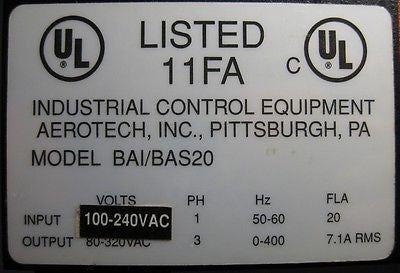 UL LISTED C UL
® 11FA ®
INDUSTRIAL CONTROL EQUIPMENT
AEROTECH, INC., PITTSBURGH, PA
MODEL BAI/BAS20
VOLTS PH Hz FLA
INPUT 100-240VAC 1 50-60 20
OUTPUT 80-320VAC 3 0-400 7.1A RMS